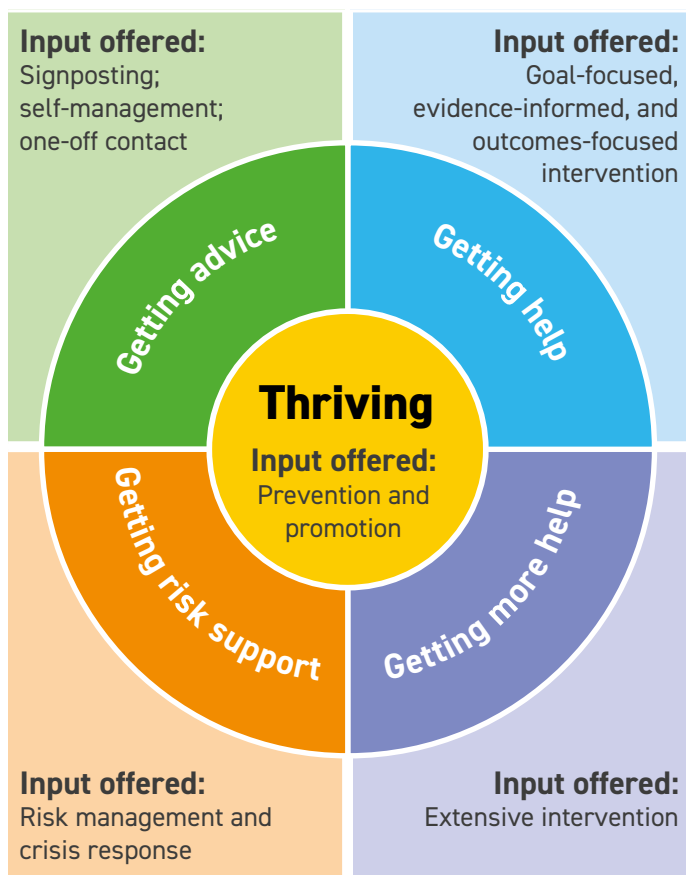 Input offered:
Signposting;
self-management;
one-off contact
Input offered:
Goal-focused,
evidence-informed, and
outcomes-focused
intervention
Getting advice
Getting help
Thriving
Input offered:
Prevention and
promotion
Getting risk support
Getting more help
Input offered:
Risk management and
crisis response
Input offered:
Extensive intervention